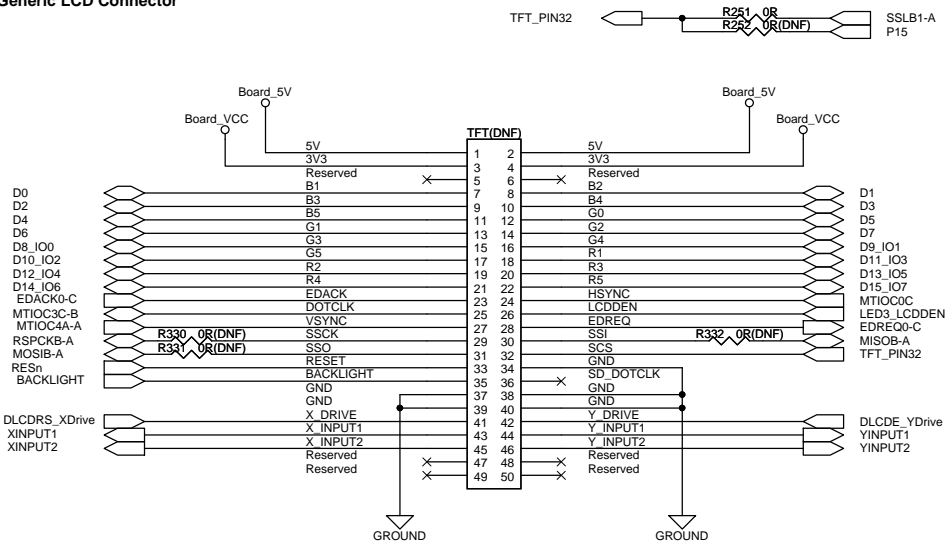 Generic LCD Connector
TFT_PIN32
R251 0R
SSLB1-A
R252 0R(DNF)
P15
Board_5V
Board_5V
Board_VCC
Board_VCC
TFT(DNF)
5V 1 2 5V
3V3 3 4 3V3
Reserved 5 6 Reserved
D0 B1 7 8 B2 D1
D2 B3 9 10 B4 D3
D4 B5 11 12 G0 D5
D6 G1 13 14 G2 D7
D8_IO0 G3 15 16 G4 D9_IO1
D10_IO2 G5 17 18 R1 D11_IO3
D12_IO4 R2 19 20 R3 D13_IO5
D14_IO6 R4 21 22 R5 D15_IO7
EDACK0-C EDACK 23 24 HSYNC MTIOC0C
MTIOC3C-B DOTCLK 25 26 LCDDEN LED3_LCDDEN
MTIOC4A-A VSYNC 27 28 EDREQ EDREQ0-C
RSPCKB-A R330 0R(DNF) SSCK 29 30 SSI R332 0R(DNF) MISOB-A
MOSIB-A R331 0R(DNF) SSO 31 32 SCS TFT_PIN32
RESn RESET 33 34 GND
BACKLIGHT BACKLIGHT 35 36 SD_DOTCLK
GND 37 38 GND
GND 39 40 GND
DLCDRS_XDrive X_DRIVE 41 42 Y_DRIVE DLCDE_YDrive
XINPUT1 X_INPUT1 43 44 Y_INPUT1 YINPUT1
XINPUT2 X_INPUT2 45 46 Y_INPUT2 YINPUT2
Reserved 47 48 Reserved
Reserved 49 50 Reserved
GROUND
GROUND